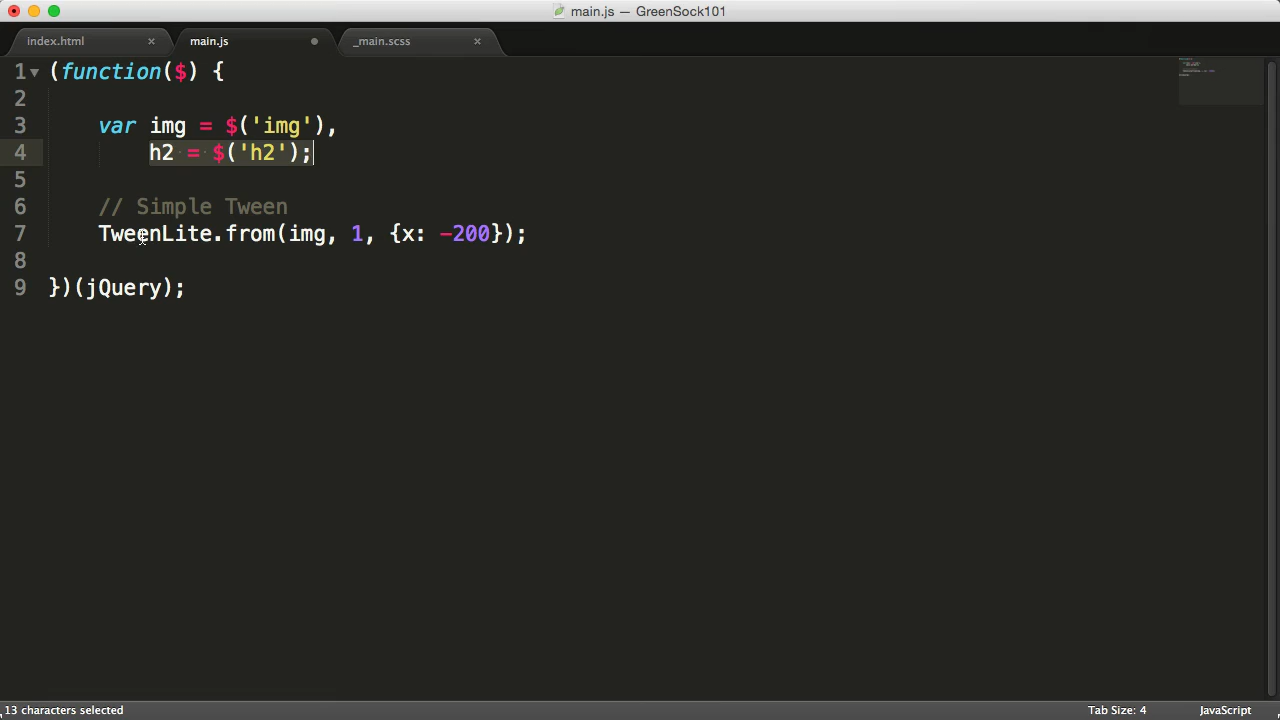 main.js — GreenSock101
index.html × main.js _main.scss ×
1 (function($) {
2
3 var img = $('img'),
4 h2 = $('h2');
5
6 // Simple Tween
7 TweenLite.from(img, 1, {x: -200});
8
9 })(jQuery);
13 characters selected Tab Size: 4 JavaScript